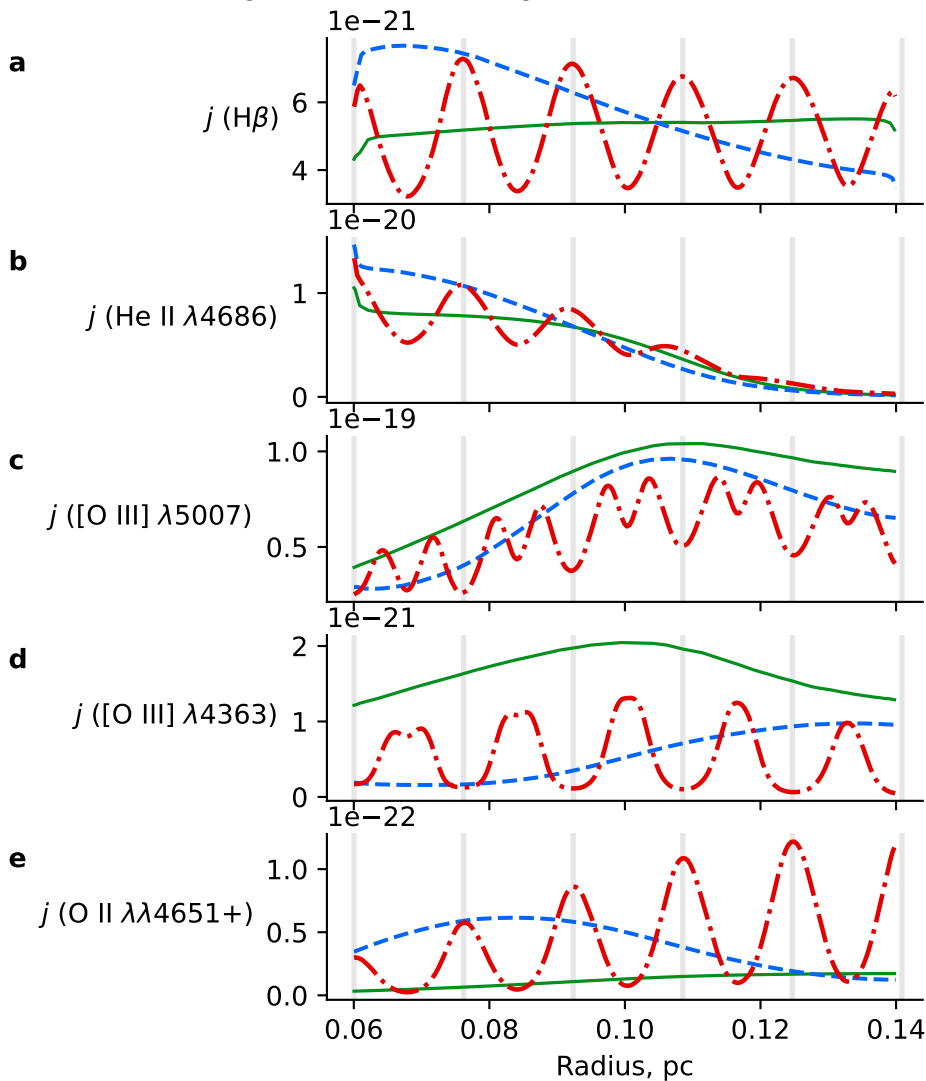 1e−21
a
j (Hβ)
6
4
1e−20
b
j (He II λ4686)
1
0
1e−19
c
j ([O III] λ5007)
1.0
0.5
1e−21
d
j ([O III] λ4363)
2
1
0
1e−22
e
j (O II λλ4651+)
1.0
0.5
0.0
0.06 0.08 0.10 0.12 0.14
Radius, pc